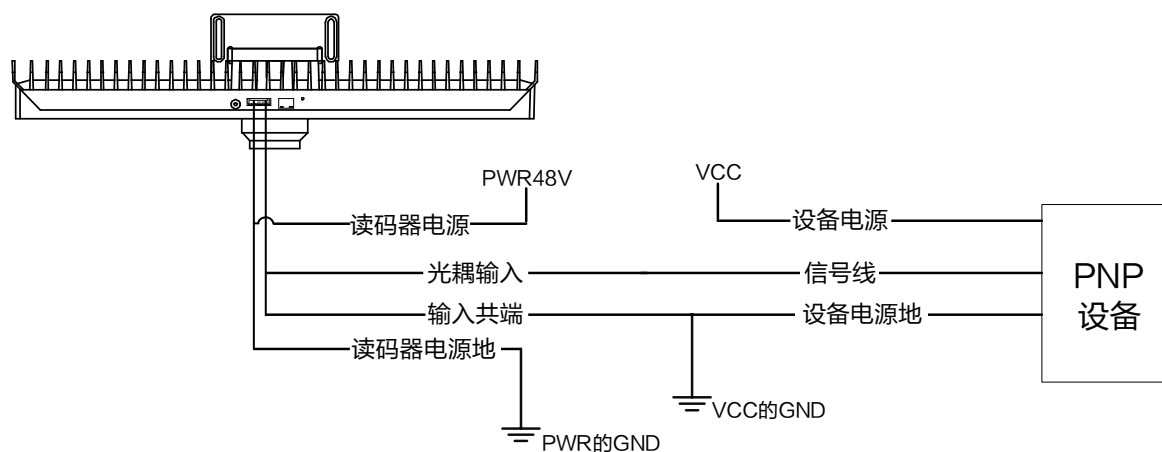 PWR48V
VCC
读码器电源
设备电源
光耦输入
信号线
输入共端
设备电源地
PNP
设备
读码器电源地
VCC的GND
PWR的GND